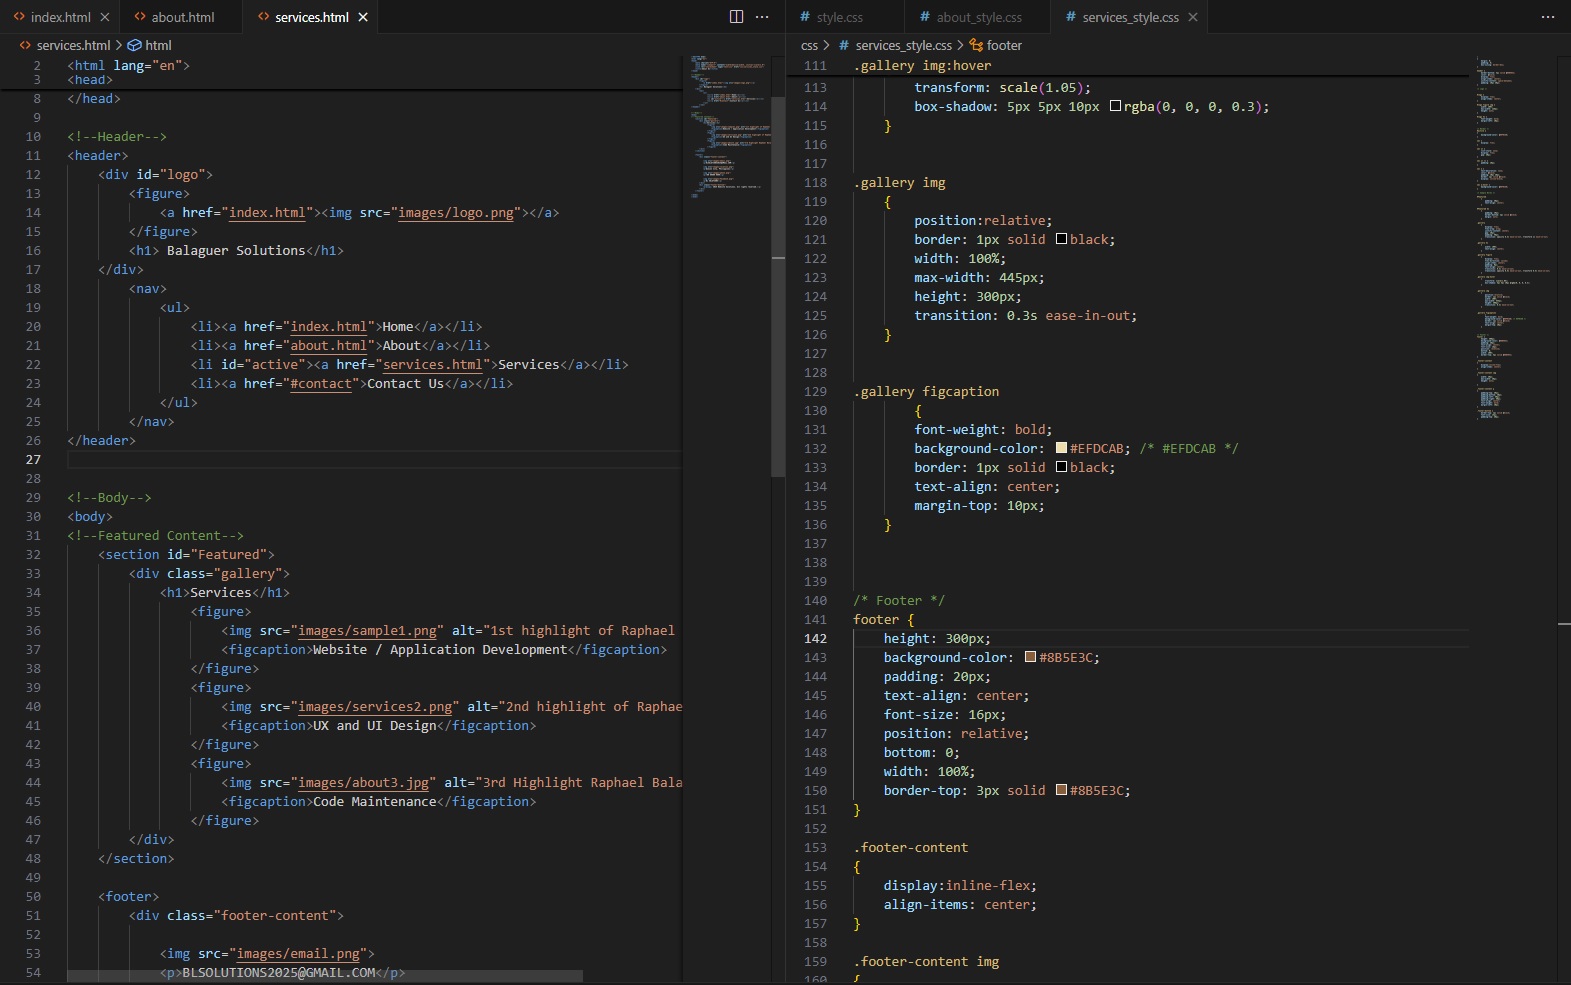 index.html
about.html
services.html
services.html > html
2 <html lang="en">
3 <head>
8 </head>
9
10 <!--Header-->
11 <header>
12 <div id="logo">
13 <figure>
14 <a href="index.html"><img src="images/logo.png"></a>
15 </figure>
16 <h1> Balaguer Solutions</h1>
17 </div>
18 <nav>
19 <ul>
20 <li><a href="index.html">Home</a></li>
21 <li><a href="about.html">About</a></li>
22 <li id="active"><a href="services.html">Services</a></li>
23 <li><a href="#contact">Contact Us</a></li>
24 </ul>
25 </nav>
26 </header>
27
28
29 <!--Body-->
30 <body>
31 <!--Featured Content-->
32 <section id="Featured">
33 <div class="gallery">
34 <h1>Services</h1>
35 <figure>
36 <img src="images/sample1.png" alt="1st highlight of Raphael
37 <figcaption>Website / Application Development</figcaption>
38 </figure>
39 <figure>
40 <img src="images/services2.png" alt="2nd highlight of Raphae
41 <figcaption>UX and UI Design</figcaption>
42 </figure>
43 <figure>
44 <img src="images/about3.jpg" alt="3rd Highlight Raphael Bala
45 <figcaption>Code Maintenance</figcaption>
46 </figure>
47 </div>
48 </section>
49
50 <footer>
51 <div class="footer-content">
52
53 <img src="images/email.png">
54 <p>BLSOLUTIONS2025@GMAIL.COM</p>
# style.css
# about_style.css
# services_style.css
css > # services_style.css > footer
111 .gallery img:hover
113 transform: scale(1.05);
114 box-shadow: 5px 5px 10px rgba(0, 0, 0, 0.3);
115 }
116
117
118 .gallery img
119 {
120 position:relative;
121 border: 1px solid black;
122 width: 100%;
123 max-width: 445px;
124 height: 300px;
125 transition: 0.3s ease-in-out;
126 }
127
128
129 .gallery figcaption
130 {
131 font-weight: bold;
132 background-color: #EFDCAB; /* #EFDCAB */
133 border: 1px solid black;
134 text-align: center;
135 margin-top: 10px;
136 }
137
138
139
140 /* Footer */
141 footer {
142 height: 300px;
143 background-color: #8B5E3C;
144 padding: 20px;
145 text-align: center;
146 font-size: 16px;
147 position: relative;
148 bottom: 0;
149 width: 100%;
150 border-top: 3px solid #8B5E3C;
151 }
152
153 .footer-content
154 {
155 display:inline-flex;
156 align-items: center;
157 }
158
159 .footer-content img
160 {